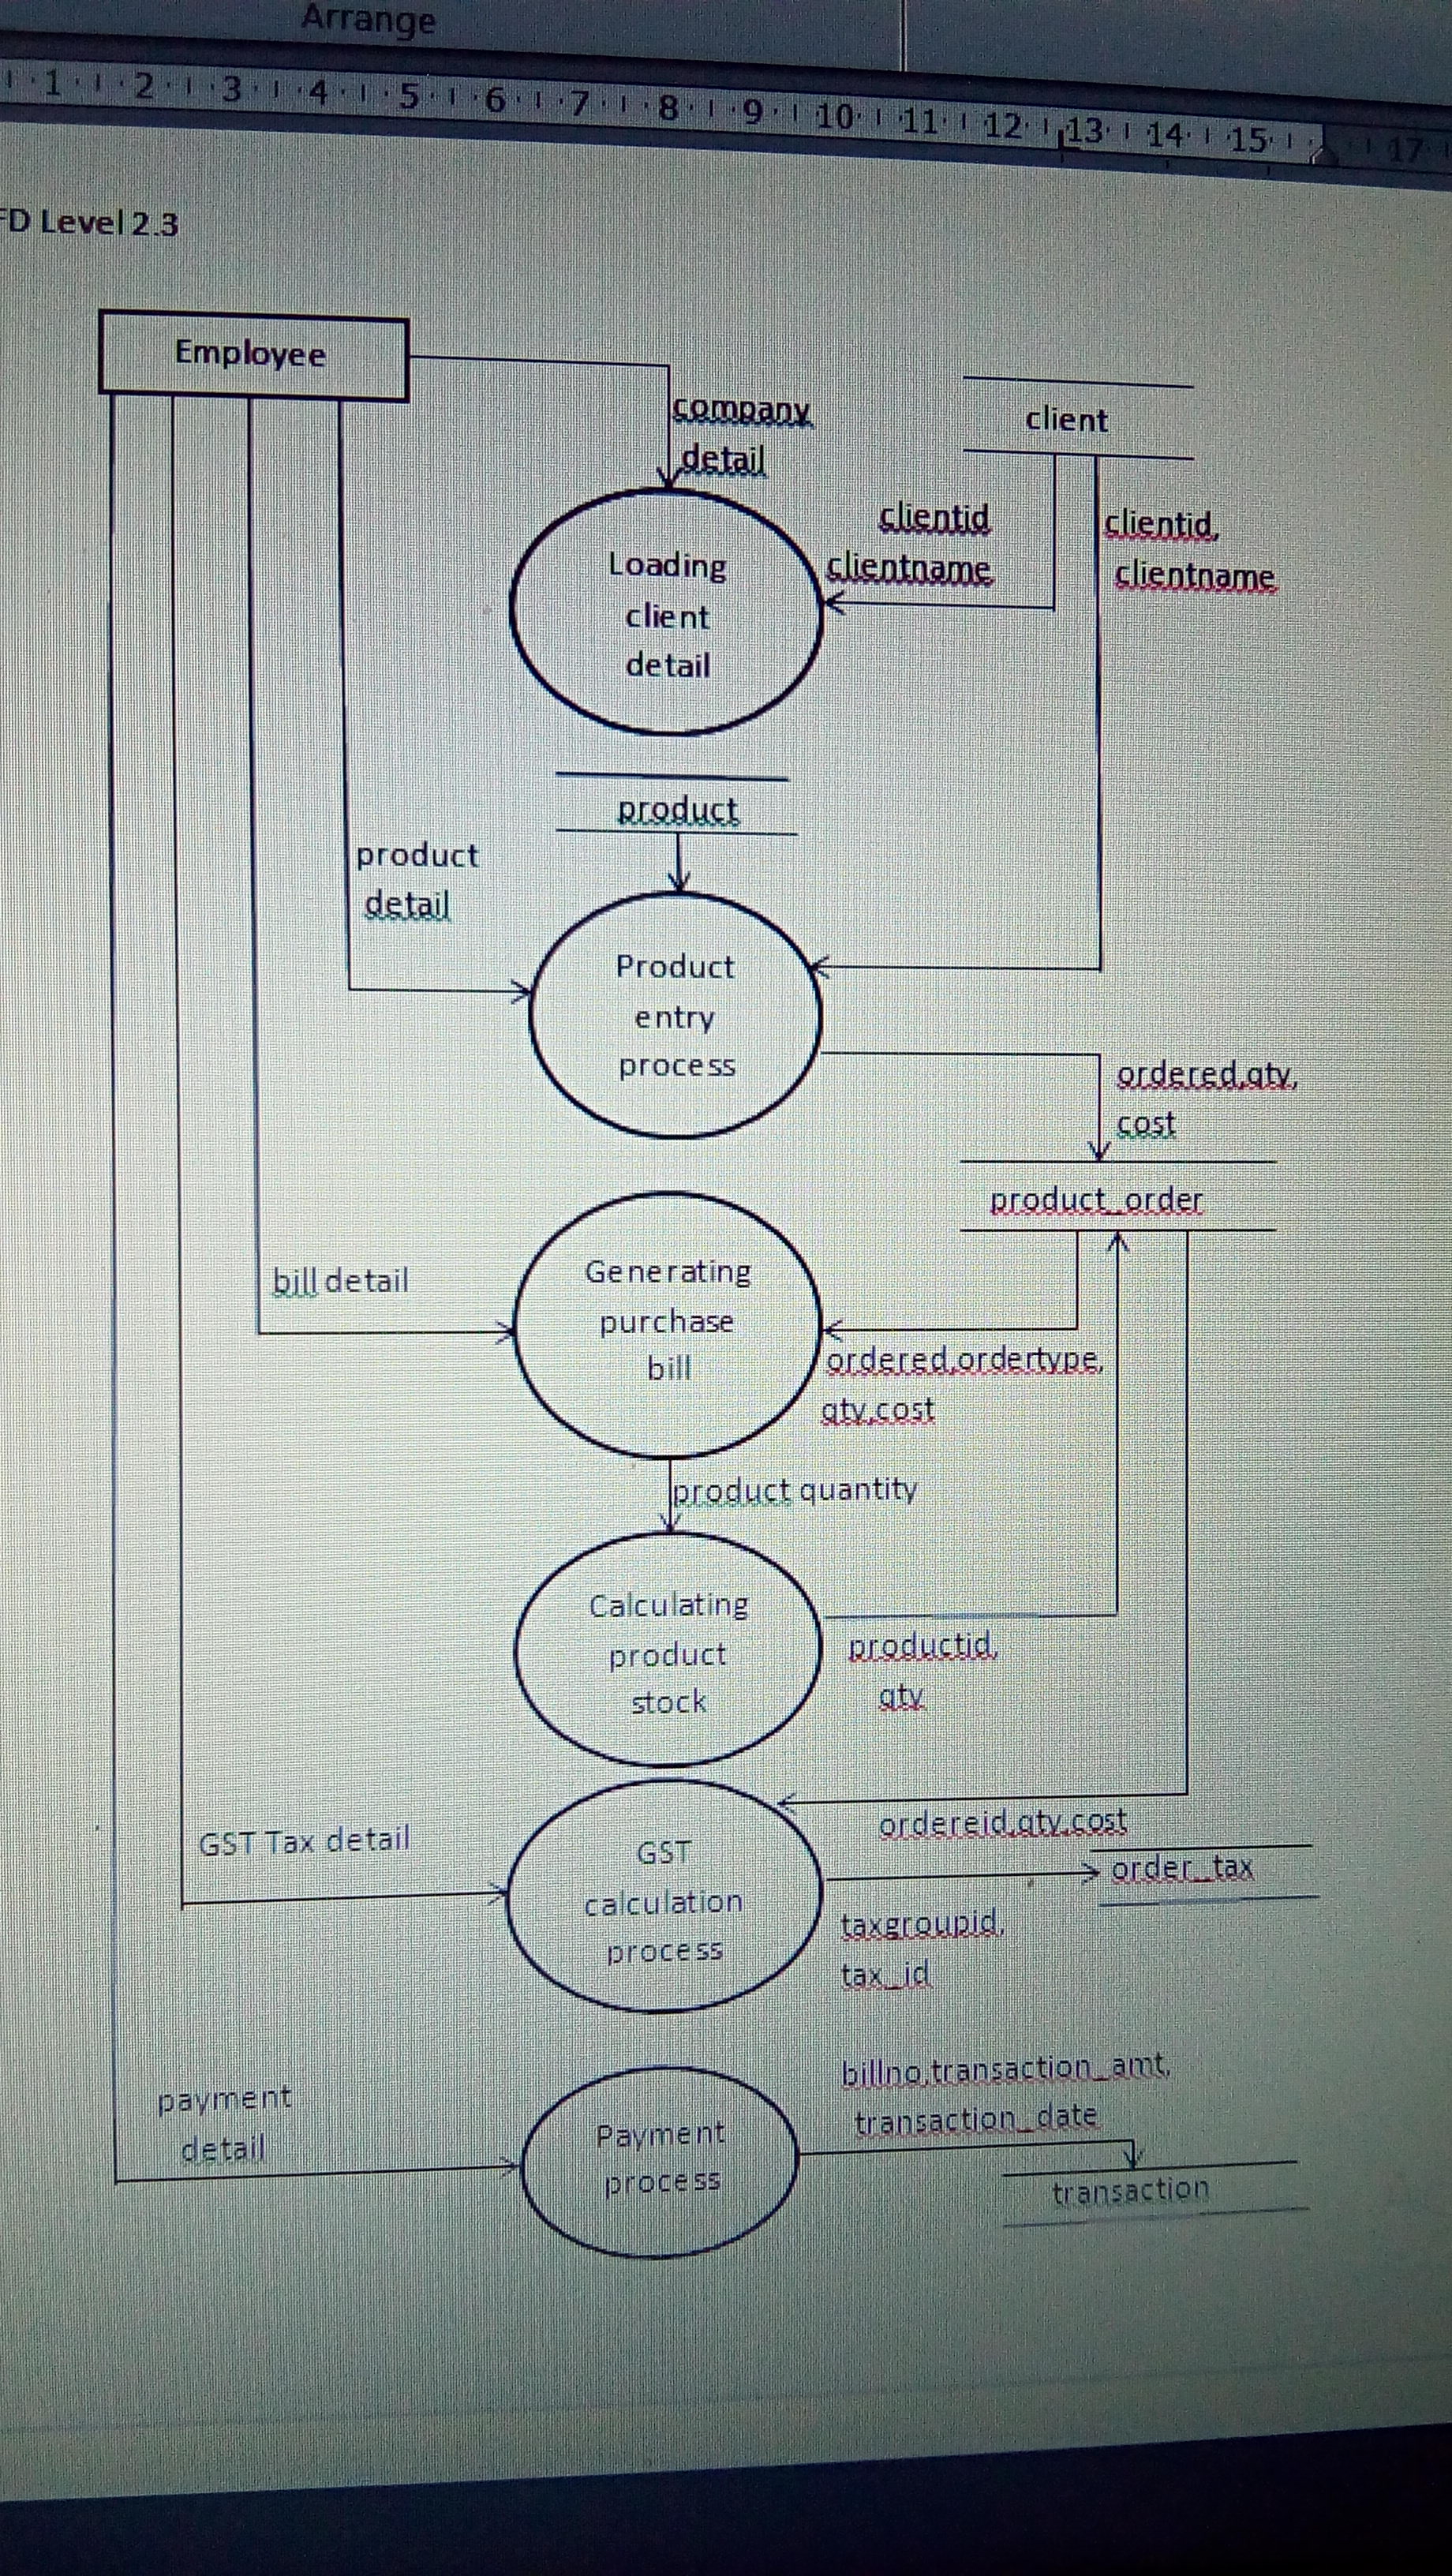 Arrange
1 2 3 4 5 6 7 8 9 10 11 12 13 14 15 17
FD Level 2.3
Employee
company
detail
client
clientid
clientname
clientid,
clientname
Loading
client
detail
product
product
detail
Product
entry
process
ordered,qty,
cost
product_order
Generating
purchase
bill
bill detail
ordered,ordertype,
qty,cost
product quantity
Calculating
product
stock
productid,
qty
ordereid,qty,cost
GST Tax detail
GST
calculation
process
order_tax
taxgroupid,
tax_id
billno,transaction_amt,
transaction_date
payment
detail
Payment
process
transaction